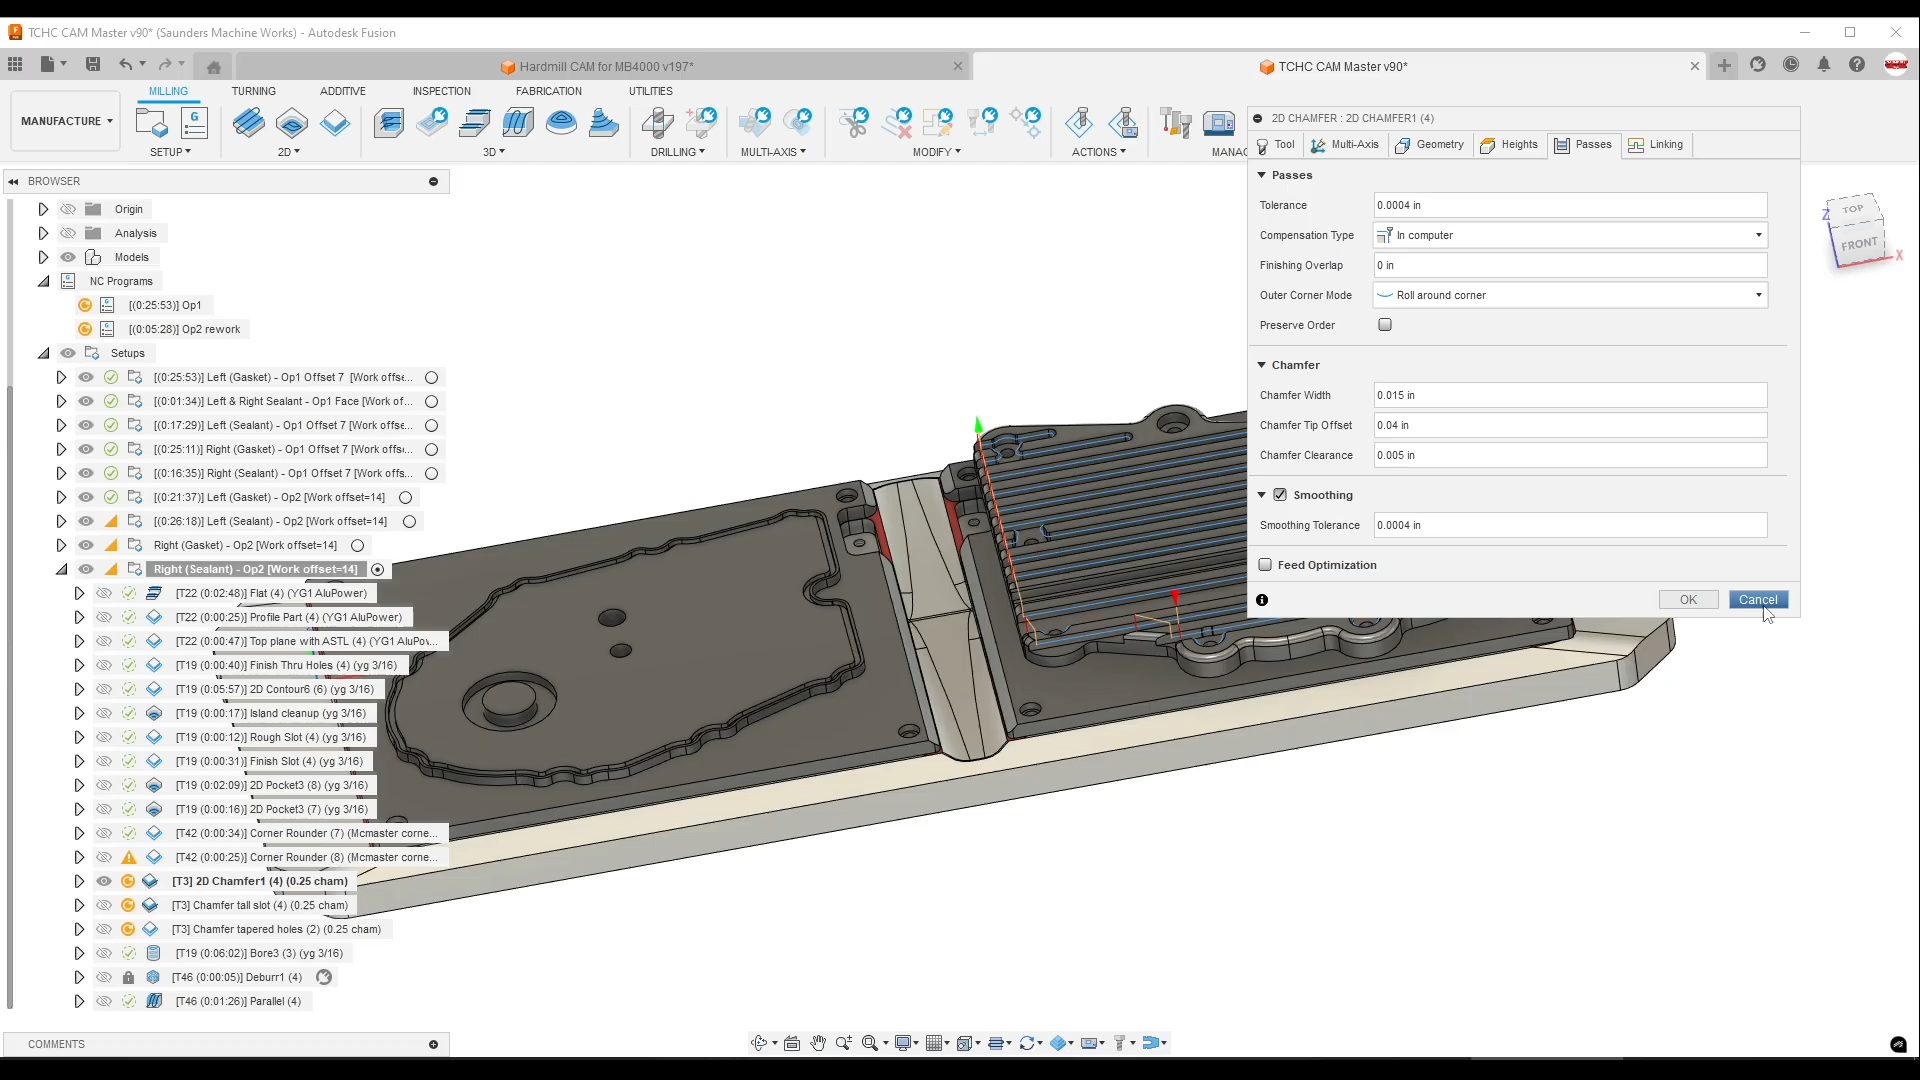 TCHC CAM Master v90* (Saunders Machine Works) - Autodesk Fusion
Hardmill CAM for MB4000 v197*
TCHC CAM Master v90*
MILLING TURNING ADDITIVE INSPECTION FABRICATION UTILITIES
MANUFACTURE
SETUP 2D 3D DRILLING MULTI-AXIS MODIFY ACTIONS MANAG
BROWSER
Origin
Analysis
Models
NC Programs
[(0:25:53)] Op1
[(0:05:28)] Op2 rework
Setups
[(0:25:53)] Left (Gasket) - Op1 Offset 7 [Work offse...
[(0:01:34)] Left & Right Sealant - Op1 Face [Work of...
[(0:17:29)] Left (Sealant) - Op1 Offset 7 [Work offse...
[(0:25:11)] Right (Gasket) - Op1 Offset 7 [Work offs...
[(0:16:35)] Right (Sealant) - Op1 Offset 7 [Work offs...
[(0:21:37)] Left (Gasket) - Op2 [Work offset=14]
[(0:26:18)] Left (Sealant) - Op2 [Work offset=14]
Right (Gasket) - Op2 [Work offset=14]
Right (Sealant) - Op2 [Work offset=14]
[T22 (0:02:48)] Flat (4) (YG1 AluPower)
[T22 (0:00:25)] Profile Part (4) (YG1 AluPower)
[T22 (0:00:47)] Top plane with ASTL (4) (YG1 AluPow...
[T19 (0:00:40)] Finish Thru Holes (4) (yg 3/16)
[T19 (0:05:57)] 2D Contour6 (6) (yg 3/16)
[T19 (0:00:17)] Island cleanup (yg 3/16)
[T19 (0:00:12)] Rough Slot (4) (yg 3/16)
[T19 (0:00:31)] Finish Slot (4) (yg 3/16)
[T19 (0:02:09)] 2D Pocket3 (8) (yg 3/16)
[T19 (0:00:16)] 2D Pocket3 (7) (yg 3/16)
[T42 (0:00:34)] Corner Rounder (7) (Mcmaster corne...
[T42 (0:00:25)] Corner Rounder (8) (Mcmaster corne...
[T3] 2D Chamfer1 (4) (0.25 cham)
[T3] Chamfer tall slot (4) (0.25 cham)
[T3] Chamfer tapered holes (2) (0.25 cham)
[T19 (0:06:02)] Bore3 (3) (yg 3/16)
[T46 (0:00:05)] Deburr1 (4)
[T46 (0:01:26)] Parallel (4)
COMMENTS
2D CHAMFER : 2D CHAMFER1 (4)
Tool Multi-Axis Geometry Heights Passes Linking
Passes
Tolerance 0.0004 in
Compensation Type In computer
Finishing Overlap 0 in
Outer Corner Mode Roll around corner
Preserve Order
Chamfer
Chamfer Width 0.015 in
Chamfer Tip Offset 0.04 in
Chamfer Clearance 0.005 in
Smoothing
Smoothing Tolerance 0.0004 in
Feed Optimization
OK Cancel
TOP
FRONT
Z
X